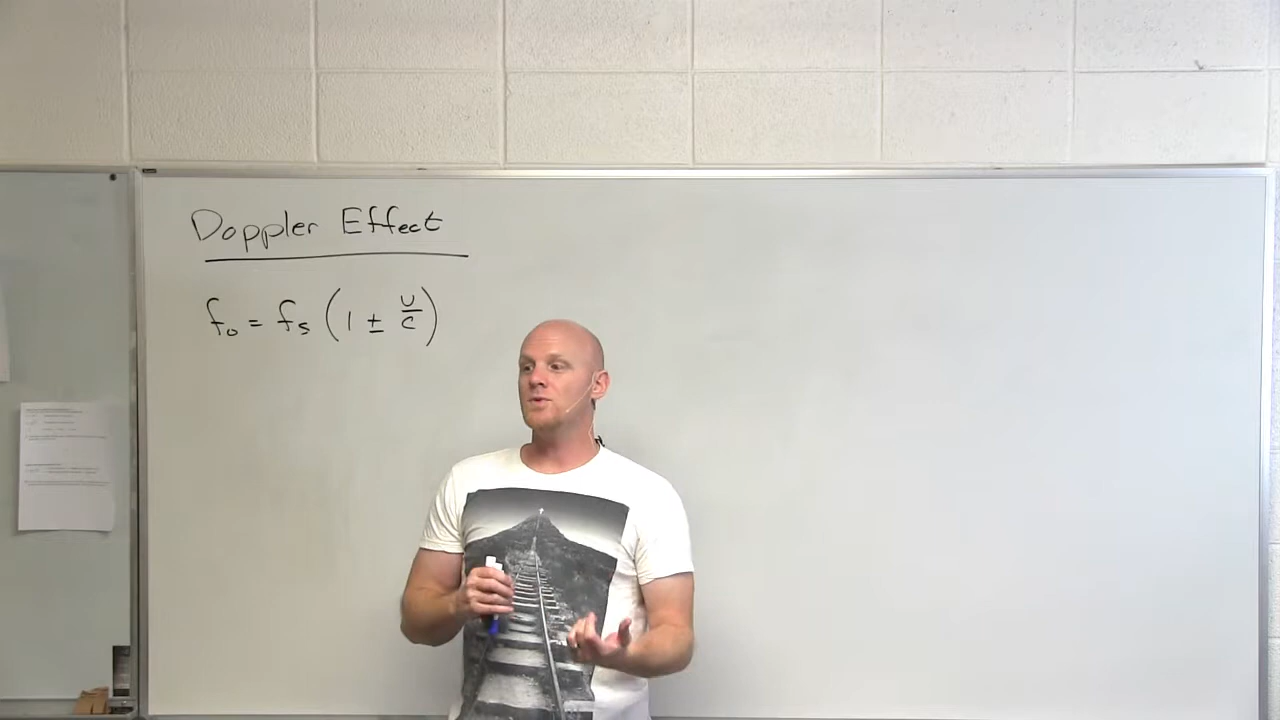 Doppler Effect
f₀ = fₛ (1 ± υ/c)